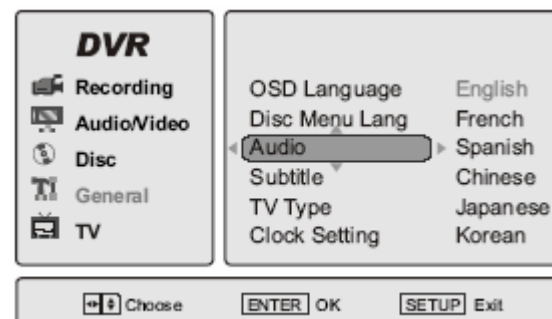 DVR
Recording
Audio/Video
Disc
General
TV
OSD Language English
Disc Menu Lang French
Audio Spanish
Subtitle Chinese
TV Type Japanese
Clock Setting Korean
Choose ENTER OK SETUP Exit